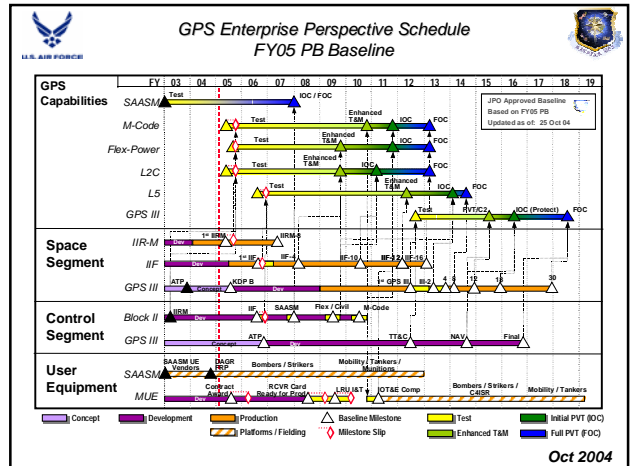 GPS Enterprise Perspective Schedule
FY05 PB Baseline
U.S. AIR FORCE
FY 03 04 05 06 07 08 09 10 11 12 13 14 15 16 17 18 19
GPS Capabilities
JPO Approved Baseline
Based on FY05 PB
Updated as of: 25 Oct 04
SAASM Test IOC / FOC
M-Code Test Enhanced T&M IOC FOC
Flex-Power Test Enhanced T&M IOC FOC
L2C Test Enhanced T&M IOC FOC
L5 Test Enhanced T&M IOC FOC
GPS III Test PVT/C2 IOC (Protect) FOC
Space Segment
IIR-M Dev 1st IIRM IIRM-8
IIF Dev 1st IIF IIF-4 IIF-10 IIF-12 IIF-16
GPS III ATP Concept KDP B Dev 1st GPS III III-2 4 8 12 18 30
Control Segment
Block II IIRM Dev IIF SAASM Flex / Civil M-Code
GPS III Concept ATP Dev TT&C NAV Final
User Equipment
SAASM SAASM UE Vendors DAGR FRP Bombers / Strikers Mobility / Tankers / Munitions
MUE Dev Contract Award RCVR Card Ready for Prod LRU I&T IOT&E Comp Bombers / Strikers / C4ISR Mobility / Tankers
Concept Development Production Baseline Milestone Test Initial PVT (IOC)
Platforms / Fielding Milestone Slip Enhanced T&M Full PVT (FOC)
Oct 2004